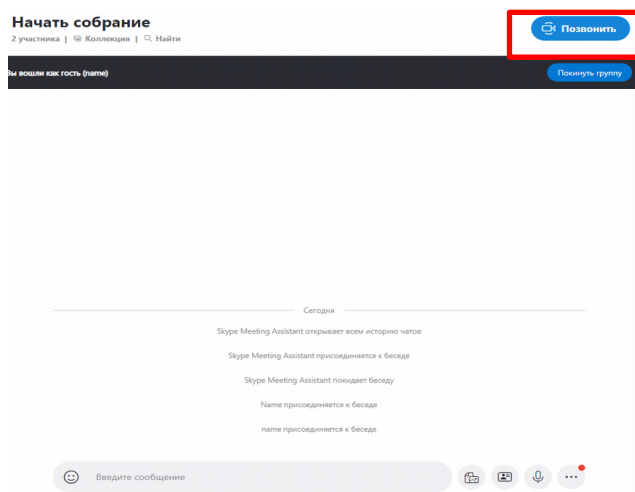 Начать собрание
Позвонить
2 участника | Коллекция | Найти
Вы вошли как гость (name)
Покинуть группу
Сегодня
Skype Meeting Assistant открывает всем историю чатов
Skype Meeting Assistant присоединяется к беседе
Skype Meeting Assistant покидает беседу
Name присоединяется к беседе
name присоединяется к беседе
Введите сообщение